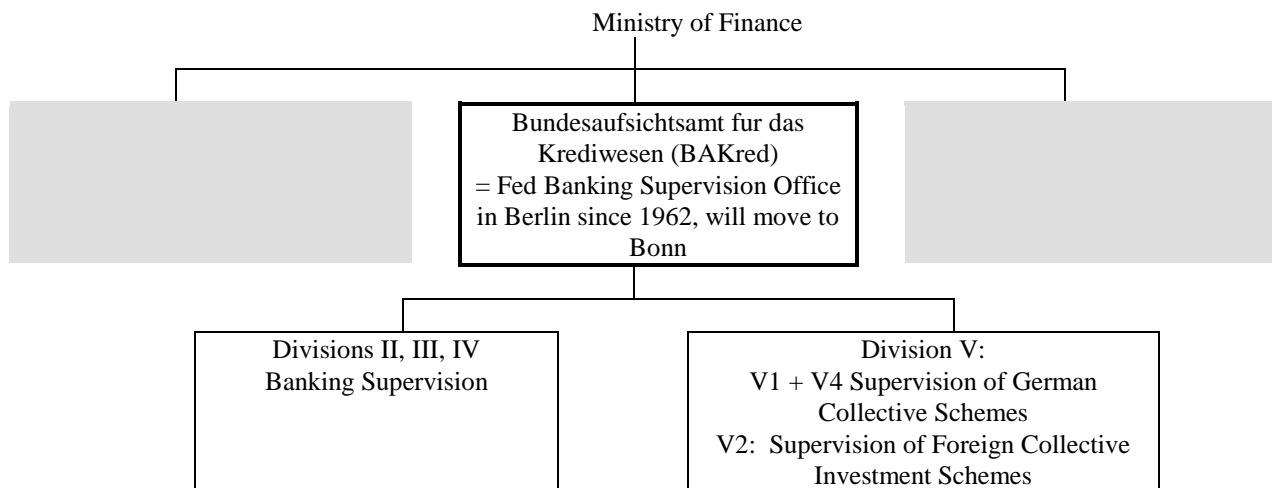 Ministry of Finance
Bundesaufsichtsamt fur das
Krediwesen (BAKred)
= Fed Banking Supervision Office
in Berlin since 1962, will move to
Bonn
Divisions II, III, IV
Banking Supervision
Division V:
V1 + V4 Supervision of German
Collective Schemes
V2: Supervision of Foreign Collective
Investment Schemes